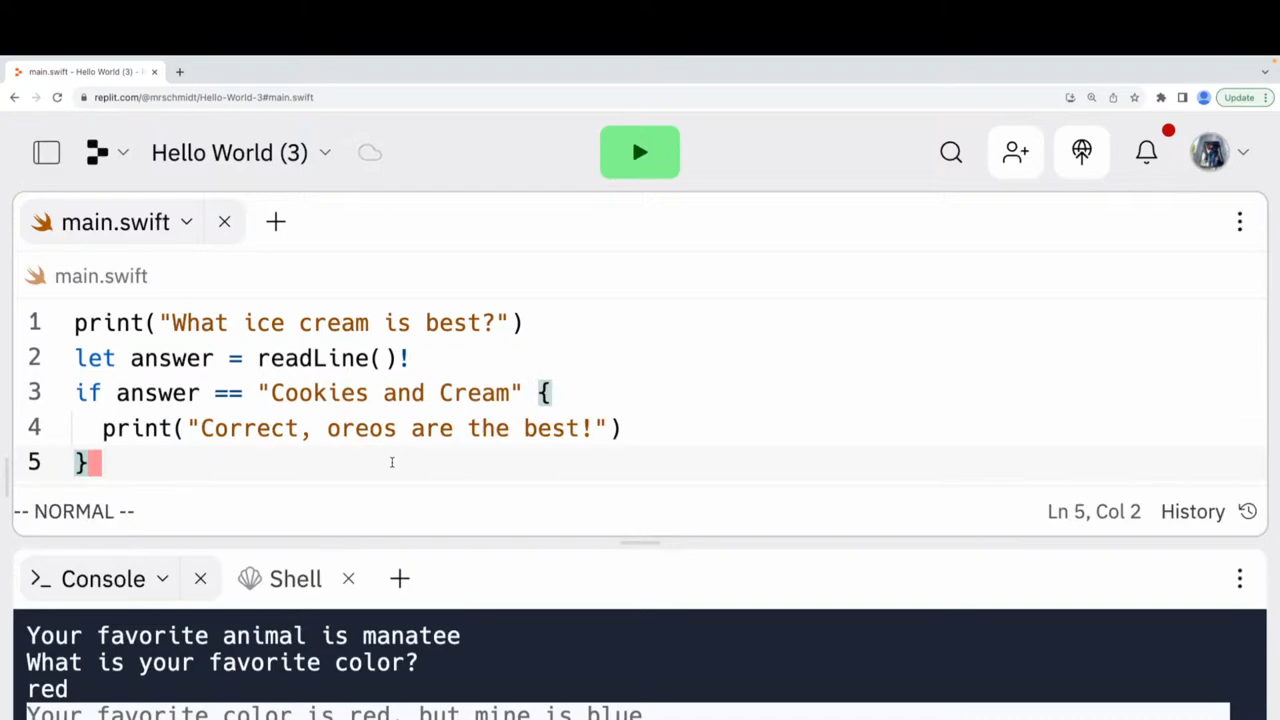 main.swift - Hello World (3) -
replit.com/@mrschmidt/Hello-World-3#main.swift
Update
Hello World (3)
main.swift
main.swift
1 print("What ice cream is best?")
2 let answer = readLine()!
3 if answer == "Cookies and Cream" {
4 print("Correct, oreos are the best!")
5 }
-- NORMAL --
Ln 5, Col 2 History
Console
Shell
Your favorite animal is manatee
What is your favorite color?
red
Your favorite color is red, but mine is blue